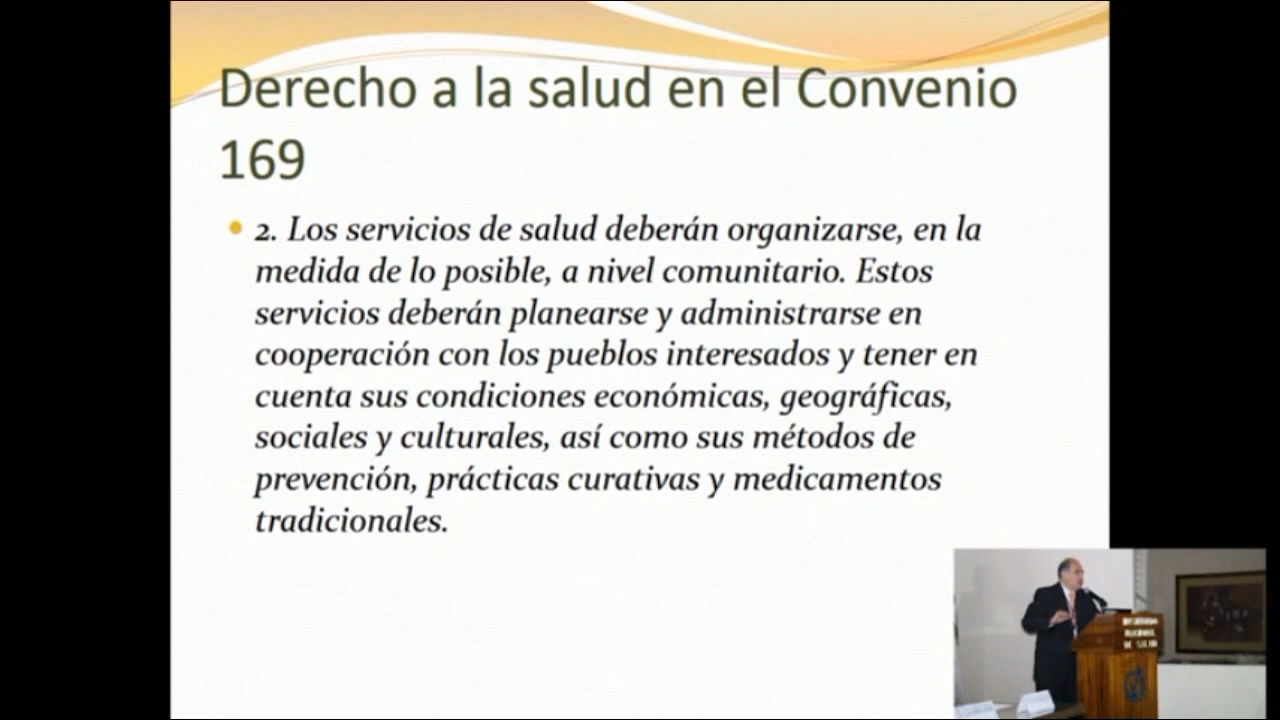 Derecho a la salud en el Convenio
169
2. Los servicios de salud deberán organizarse, en la
medida de lo posible, a nivel comunitario. Estos
servicios deberán planearse y administrarse en
cooperación con los pueblos interesados y tener en
cuenta sus condiciones económicas, geográficas,
sociales y culturales, así como sus métodos de
prevención, prácticas curativas y medicamentos
tradicionales.